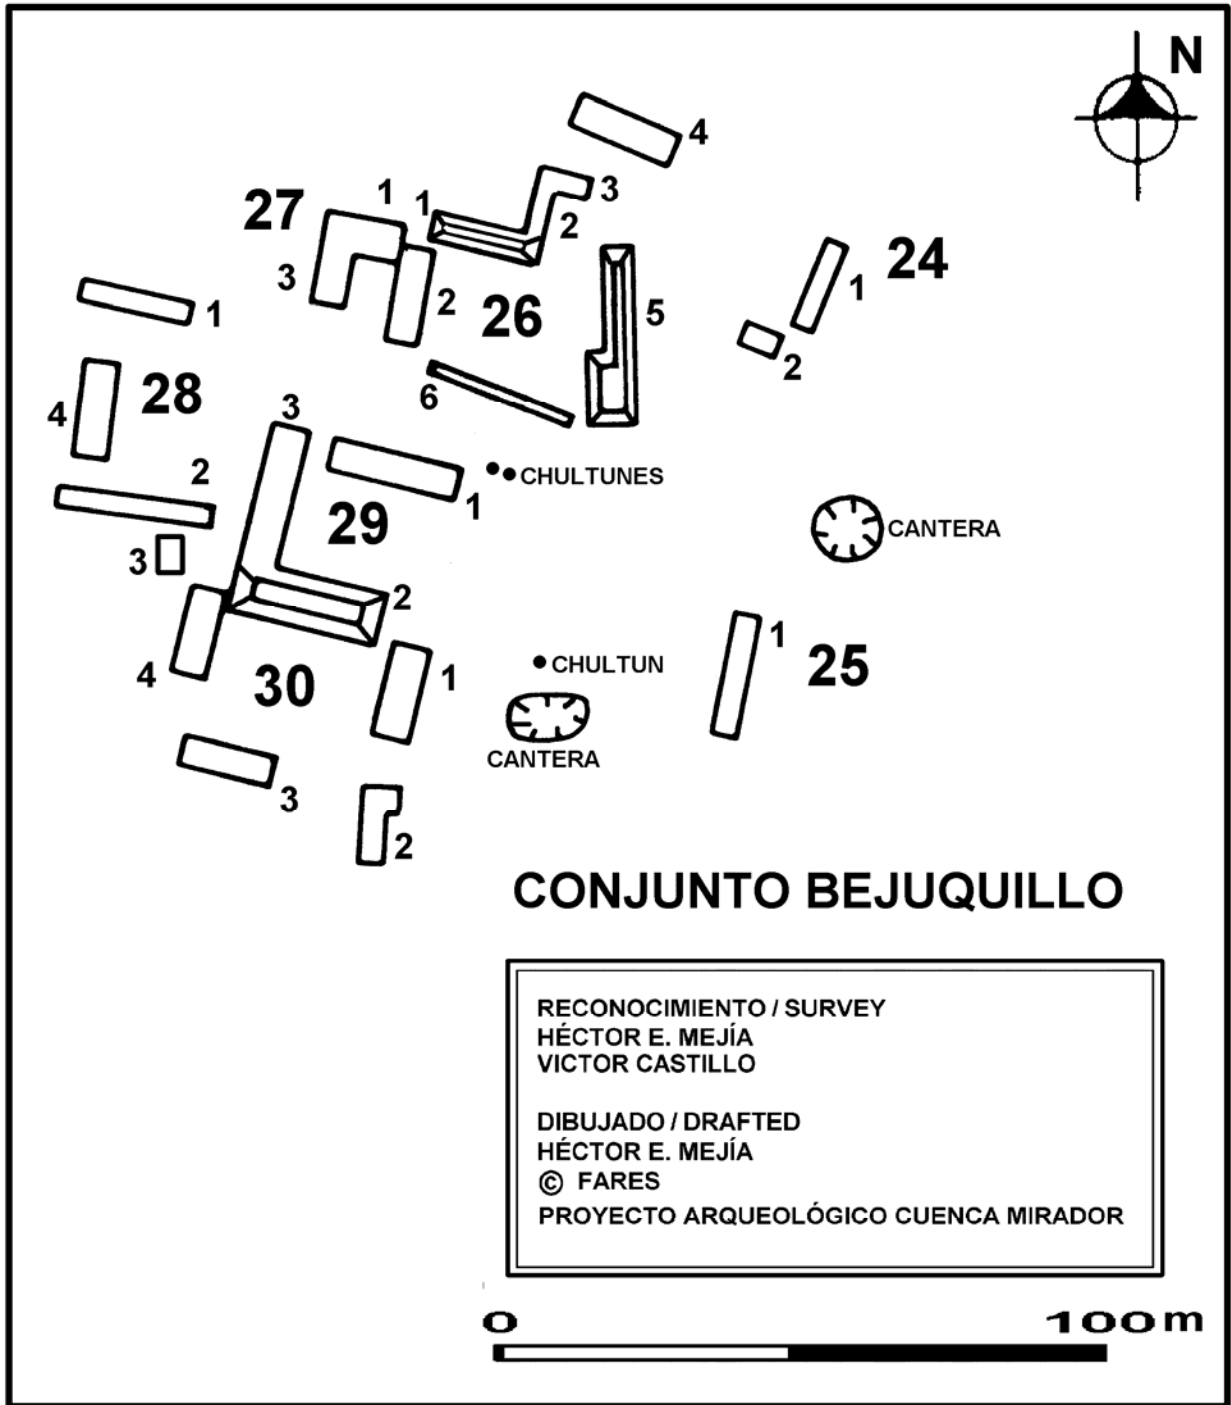 N
4
27
1
1
3
2
24
3
2
26
5
1
1
2
28
6
4
3
2
CHULTUNES
1
29
CANTERA
3
2
1
4
30
1
CHULTUN
25
CANTERA
3
2
CONJUNTO BEJUQUILLO
RECONOCIMIENTO / SURVEY
HÉCTOR E. MEJÍA
VICTOR CASTILLO
DIBUJADO / DRAFTED
HÉCTOR E. MEJÍA
© FARES
PROYECTO ARQUEOLÓGICO CUENCA MIRADOR
0 100m